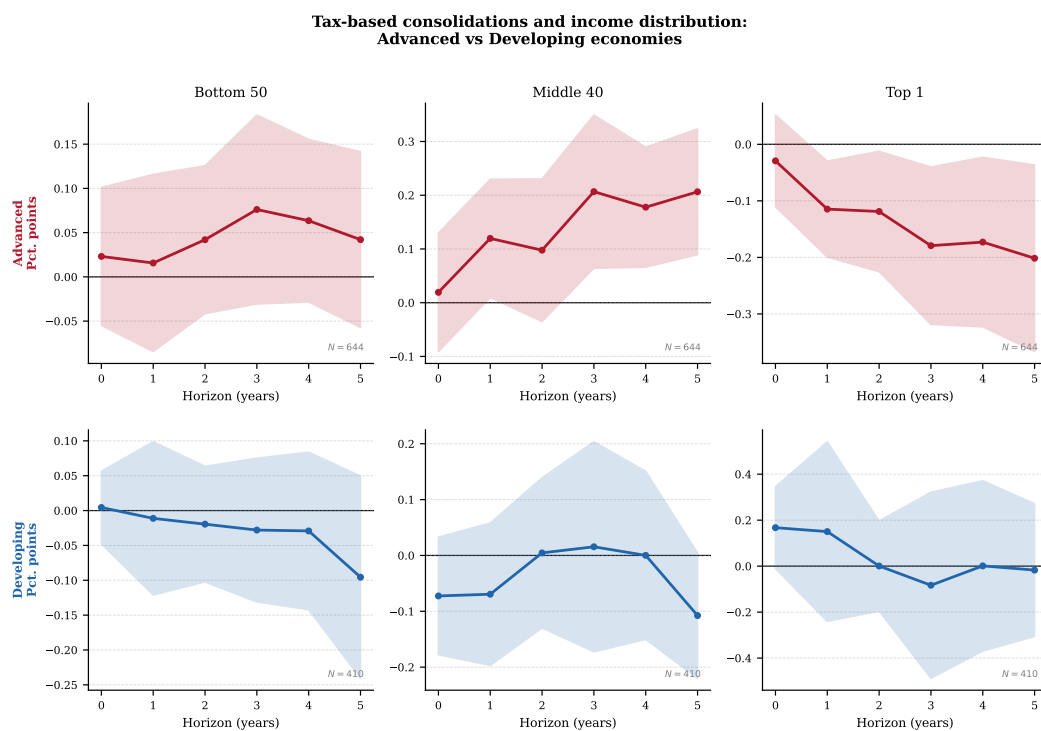 Tax-based consolidations and income distribution:
Advanced vs Developing economies
Bottom 50
Middle 40
Top 1
Advanced
Pct. points
0.15
0.10
0.05
0.00
−0.05
N = 644
0 1 2 3 4 5
Horizon (years)
0.3
0.2
0.1
0.0
−0.1
N = 644
0 1 2 3 4 5
Horizon (years)
0.0
−0.1
−0.2
−0.3
N = 644
0 1 2 3 4 5
Horizon (years)
Developing
Pct. points
0.10
0.05
0.00
−0.05
−0.10
−0.15
−0.20
−0.25
N = 410
0 1 2 3 4 5
Horizon (years)
0.2
0.1
0.0
−0.1
−0.2
N = 410
0 1 2 3 4 5
Horizon (years)
0.4
0.2
0.0
−0.2
−0.4
N = 410
0 1 2 3 4 5
Horizon (years)